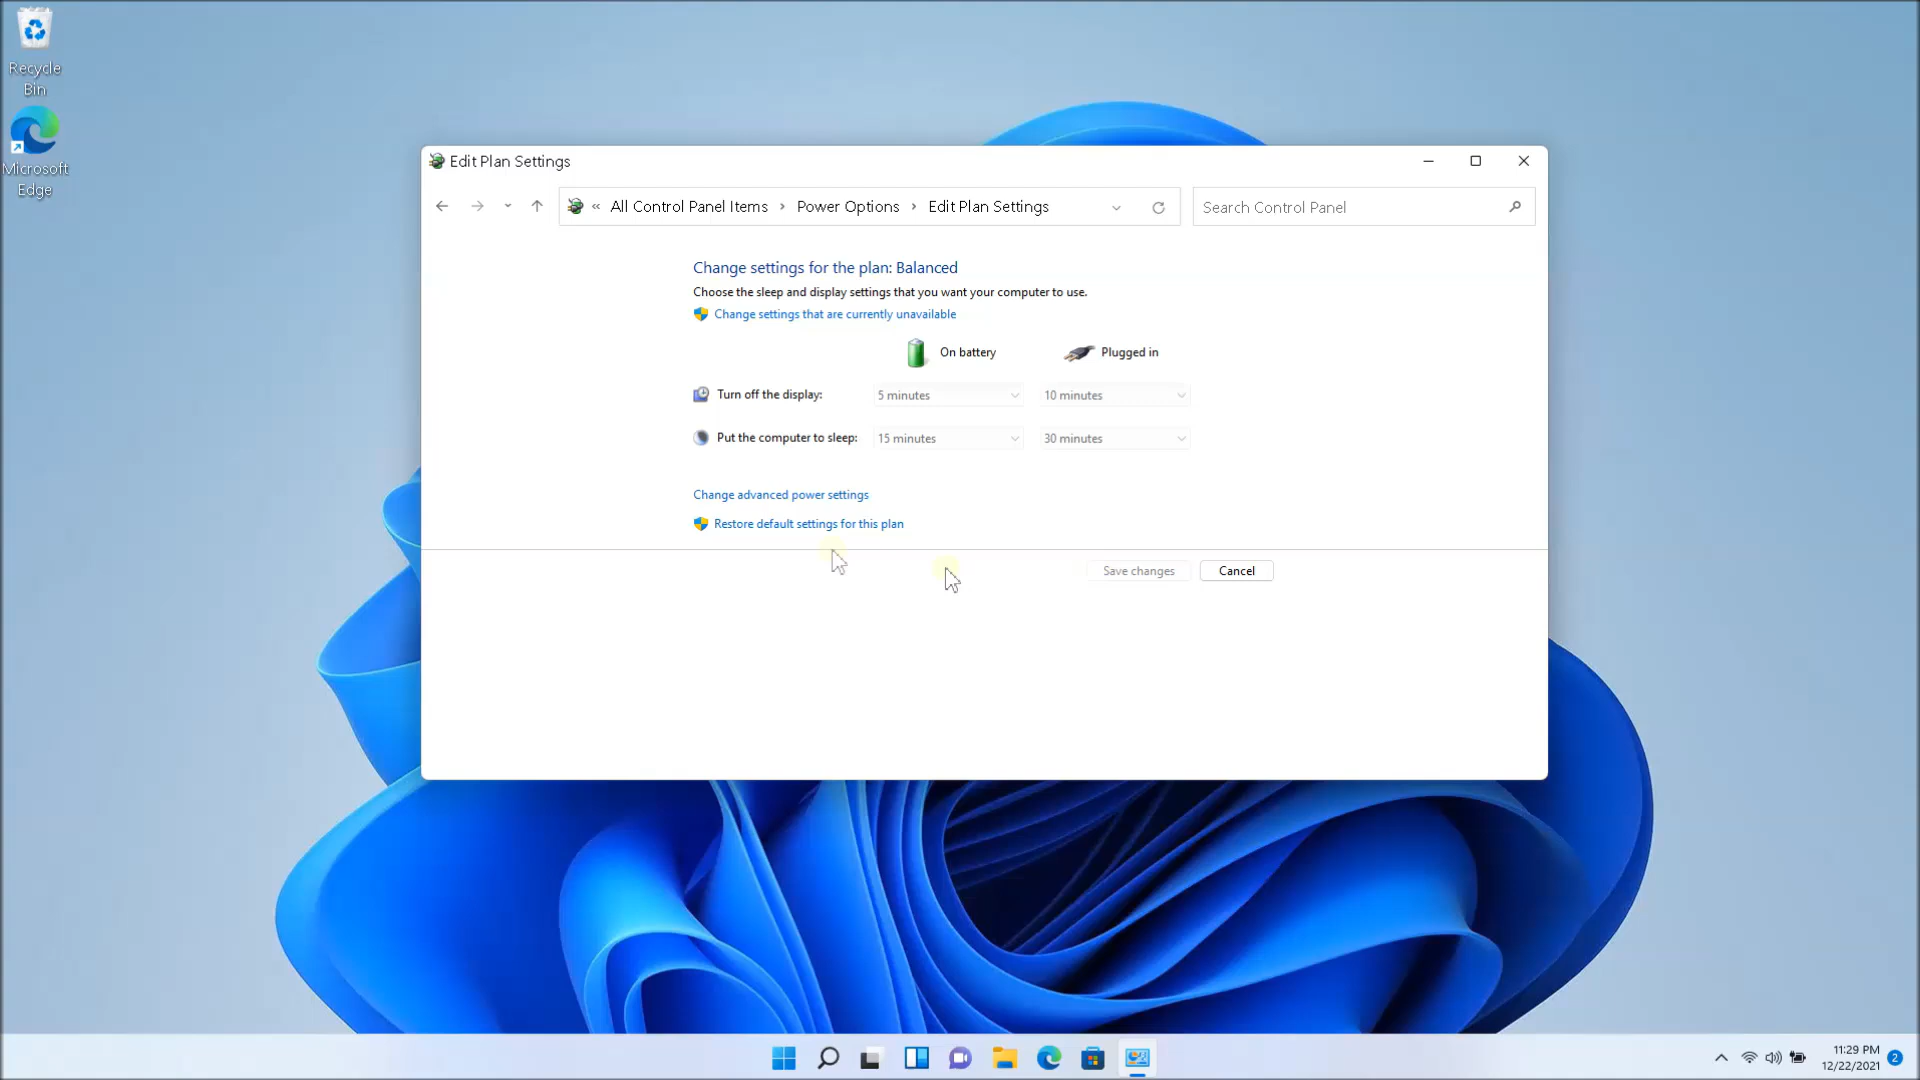 Recycle
Bin
Microsoft
Edge
Edit Plan Settings
« All Control Panel Items › Power Options › Edit Plan Settings
Search Control Panel
Change settings for the plan: Balanced
Choose the sleep and display settings that you want your computer to use.
Change settings that are currently unavailable
On battery Plugged in
Turn off the display: 5 minutes 10 minutes
Put the computer to sleep: 15 minutes 30 minutes
Change advanced power settings
Restore default settings for this plan
Save changes Cancel
11:29 PM
12/22/2021
2